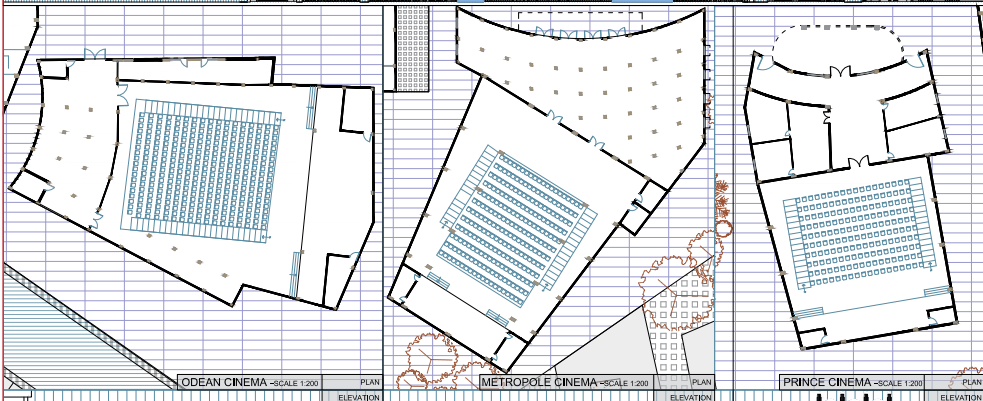 ODEAN CINEMA -SCALE 1:200 PLAN
ELEVATION
METROPOLE CINEMA -SCALE 1:200 PLAN
ELEVATION
PRINCE CINEMA -SCALE 1:200 PLAN
ELEVATION